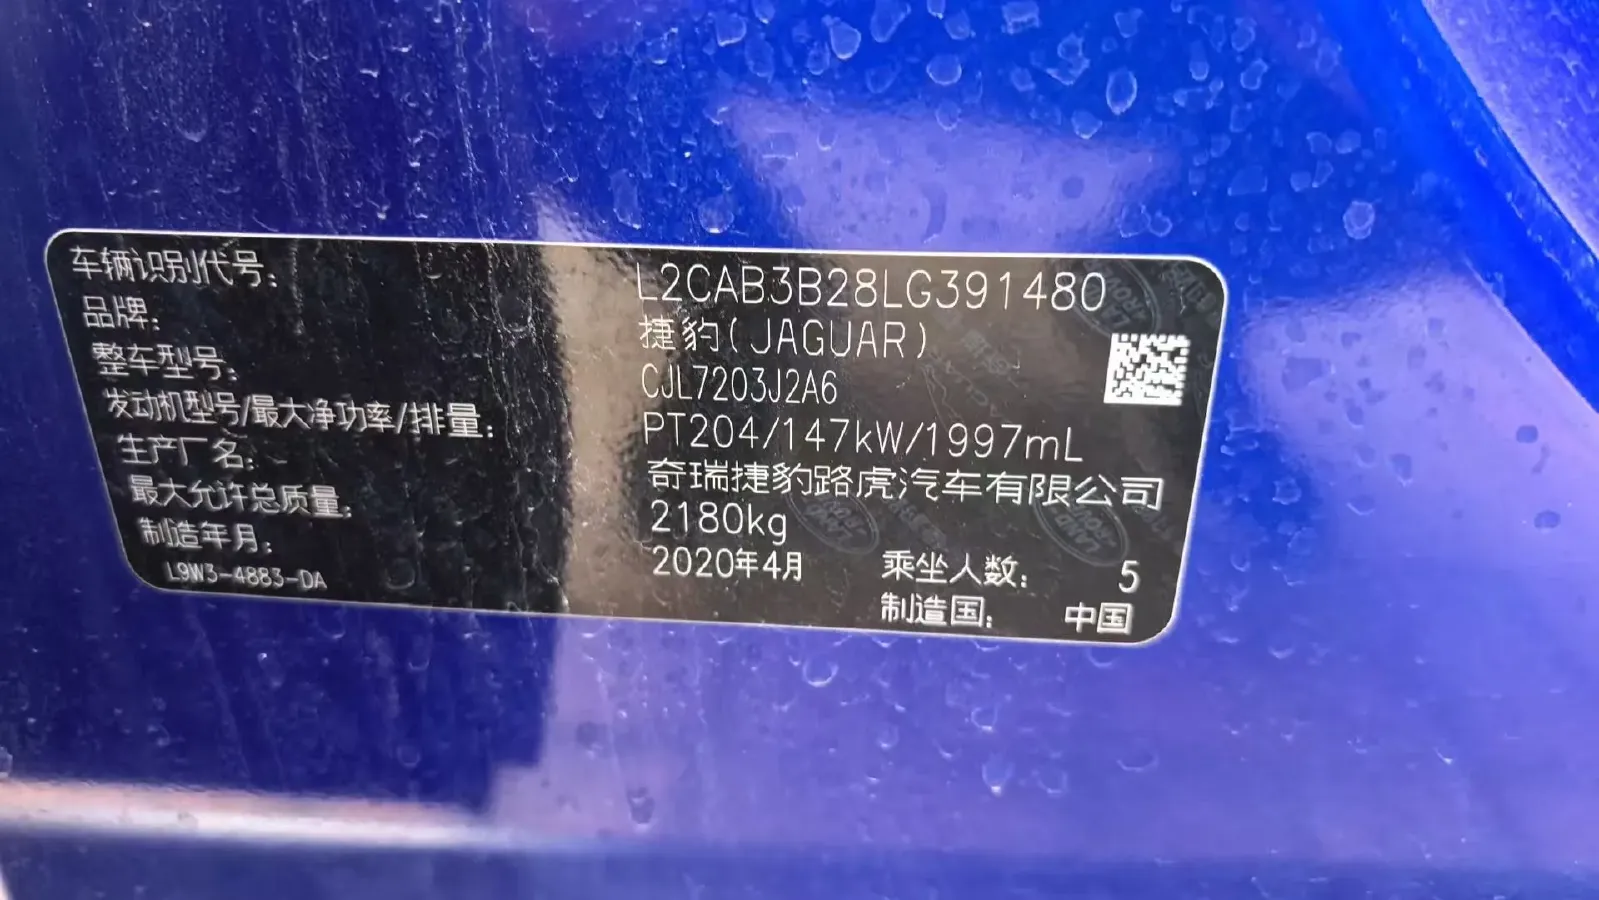 车辆识别代号: L2CAB3B28LG391480
品牌: 捷豹(JAGUAR)
整车型号: CJL7203J2A6
发动机型号/最大净功率/排量: PT204/147kW/1997mL
生产厂名: 奇瑞捷豹路虎汽车有限公司
最大允许总质量: 2180kg
制造年月: 2020年4月 乘坐人数: 5
L9W3-4883-DA 制造国: 中国